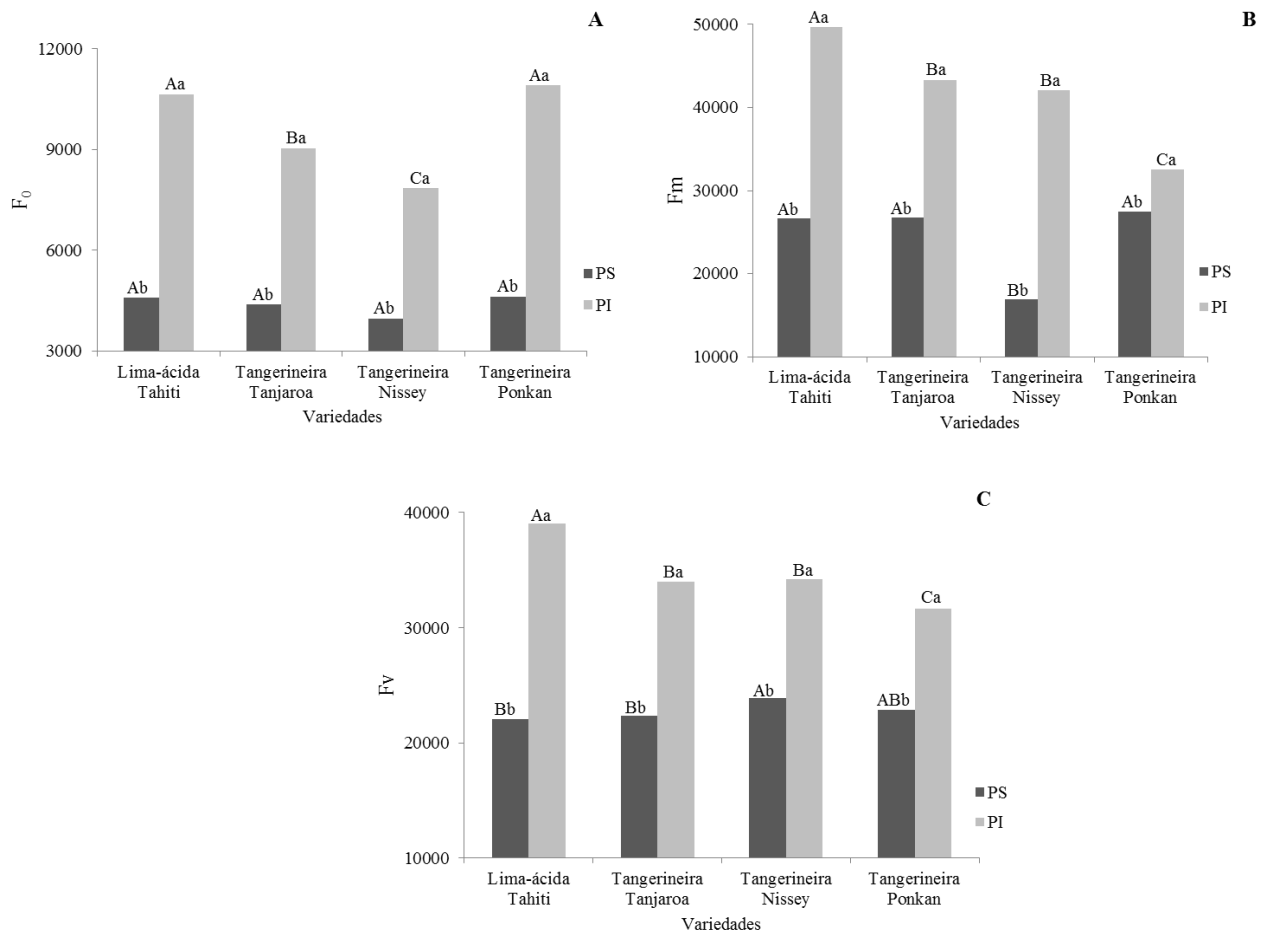 A
12000
9000
6000
3000
F0
Aa
Ba
Ca
Aa
Ab
Ab
Ab
Ab
PS
PI
Lima-ácida Tangerineira Tangerineira Tangerineira
Tahiti Tanjaroa Nissey Ponkan
Variedades
B
50000
40000
30000
20000
10000
Fm
Aa
Ba
Ba
Ca
Ab
Ab
Bb
Ab
PS
PI
Lima-ácida Tangerineira Tangerineira Tangerineira
Tahiti Tanjaroa Nissey Ponkan
Variedades
C
40000
30000
20000
10000
Fv
Aa
Ba
Ba
Ca
Bb
Bb
Ab
ABb
PS
PI
Lima-ácida Tangerineira Tangerineira Tangerineira
Tahiti Tanjaroa Nissey Ponkan
Variedades